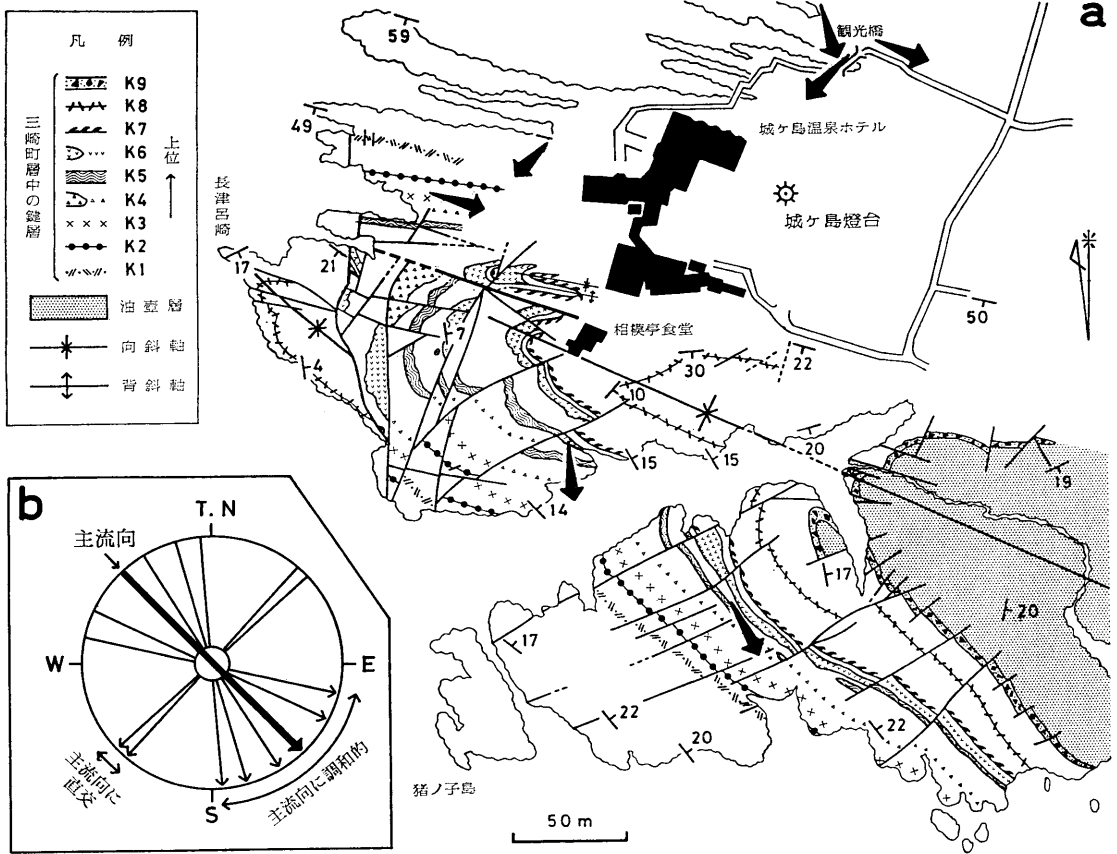 a
凡 例
K9
K8
K7
K6
K5
K4
K3
K2
K1
三崎町層中の鍵層
上位
油壺層
向斜軸
背斜軸
59
観光橋
49
城ヶ島温泉ホテル
長津呂崎
城ヶ島燈台
17
21
50
相模亭食堂
7
4
30
22
10
20
15
15
14
19
17
20
17
22
22
20
猪ノ子島
50 m
b
T. N
主流向
W
E
S
主流向に調和的
主流向に
直交